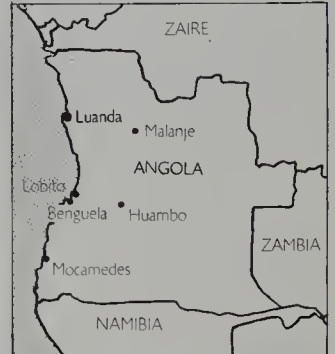 ZAIRE
Luanda
Malanje
ANGOLA
Lobito
Benguela
Huambo
ZAMBIA
Mocamedes
NAMIBIA